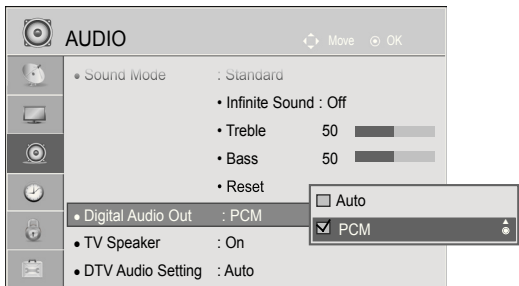 AUDIO Move OK
• Sound Mode : Standard
• Infinite Sound : Off
• Treble 50
• Bass 50
• Reset
• Digital Audio Out : PCM
Auto
PCM
• TV Speaker : On
• DTV Audio Setting : Auto